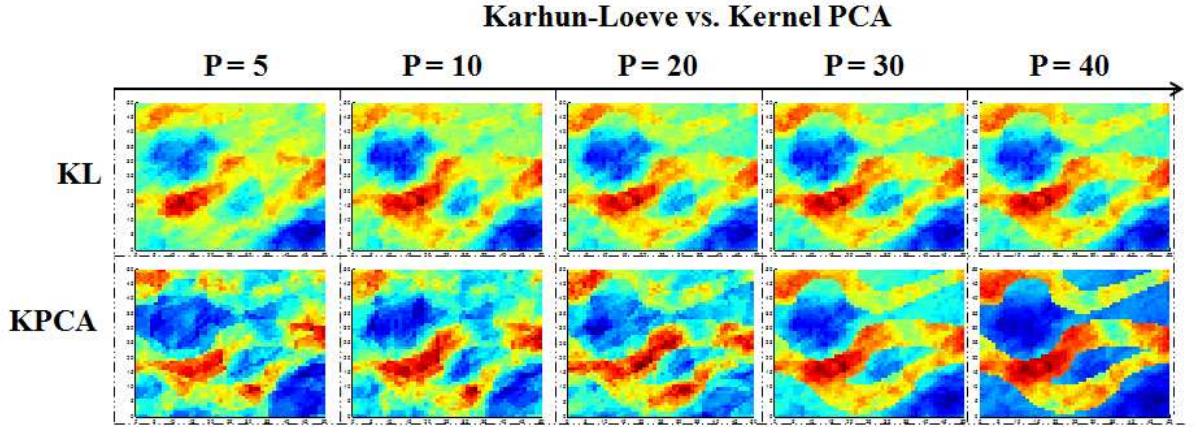 Karhun-Loeve vs. Kernel PCA
P = 5 P = 10 P = 20 P = 30 P = 40
KL
KPCA